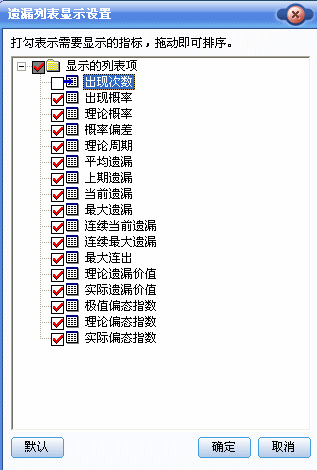 遗漏列表显示设置
打勾表示需要显示的指标，拖动即可排序。
显示的列表项
出现次数
出现概率
理论概率
概率偏差
理论周期
平均遗漏
上期遗漏
当前遗漏
最大遗漏
连续当前遗漏
连续最大遗漏
最大连出
理论遗漏价值
实际遗漏价值
极值偏态指数
理论偏态指数
实际偏态指数
默认 确定 取消